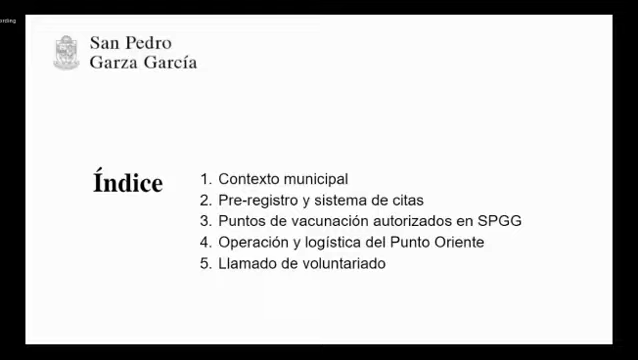 ording
San Pedro
Garza García
Índice
1. Contexto municipal
2. Pre-registro y sistema de citas
3. Puntos de vacunación autorizados en SPGG
4. Operación y logística del Punto Oriente
5. Llamado de voluntariado